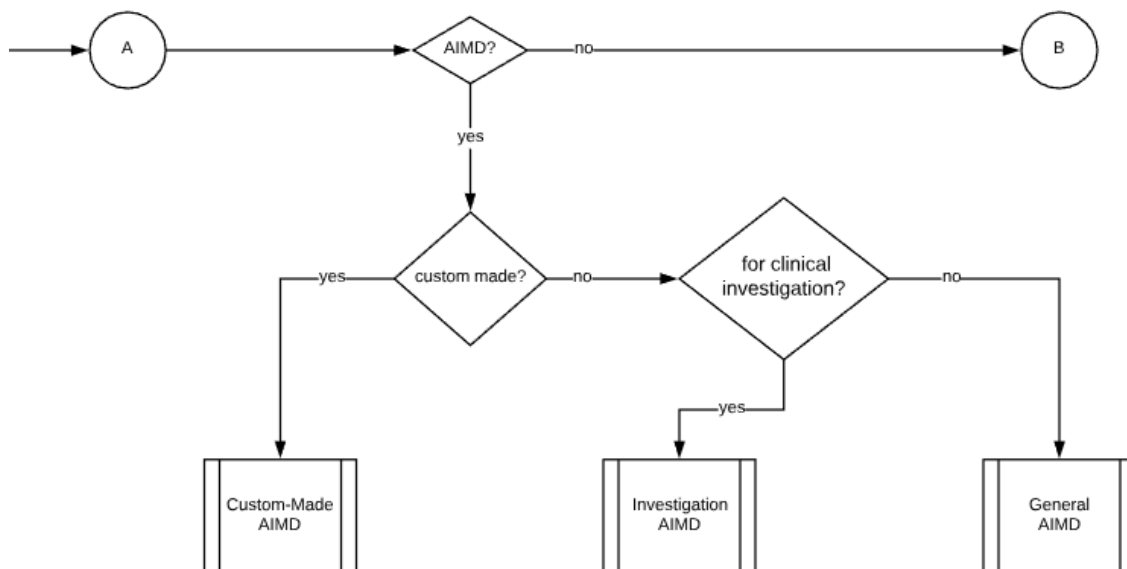 A
AIMD?
no
B
yes
yes
custom made?
no
for clinical
investigation?
no
yes
Custom-Made
AIMD
Investigation
AIMD
General
AIMD